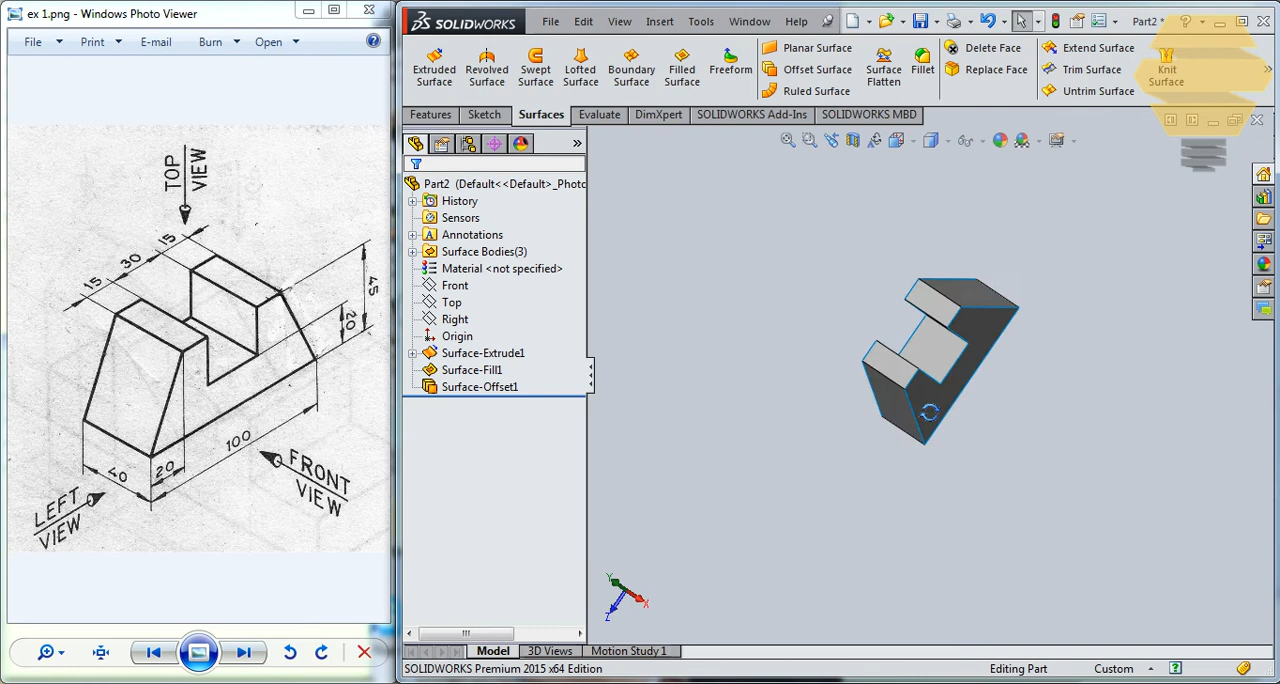 ex 1.png - Windows Photo Viewer
File Print E-mail Burn Open
TOP
VIEW
15
30
15
45
20
100
20
40
FRONT
VIEW
LEFT
VIEW
SOLIDWORKS
File Edit View Insert Tools Window Help
Part2 *
Extruded
Surface
Revolved
Surface
Swept
Surface
Lofted
Surface
Boundary
Surface
Filled
Surface
Freeform
Planar Surface
Offset Surface
Ruled Surface
Surface
Flatten
Fillet
Delete Face
Replace Face
Extend Surface
Trim Surface
Untrim Surface
Knit
Surface
Features Sketch Surfaces Evaluate DimXpert SOLIDWORKS Add-Ins SOLIDWORKS MBD
Part2 (Default<<Default>_Photo
History
Sensors
Annotations
Surface Bodies(3)
Material <not specified>
Front
Top
Right
Origin
Surface-Extrude1
Surface-Fill1
Surface-Offset1
Y
X
Z
Model 3D Views Motion Study 1
SOLIDWORKS Premium 2015 x64 Edition
Editing Part
Custom